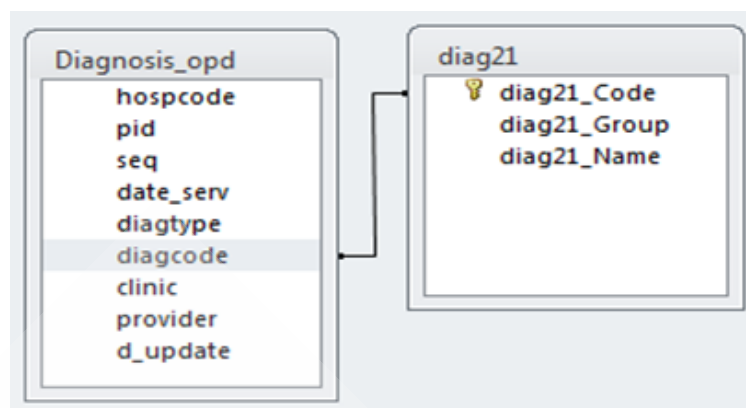 Diagnosis_opd
hospcode
pid
seq
date_serv
diagtype
diagcode
clinic
provider
d_update
diag21
diag21_Code
diag21_Group
diag21_Name